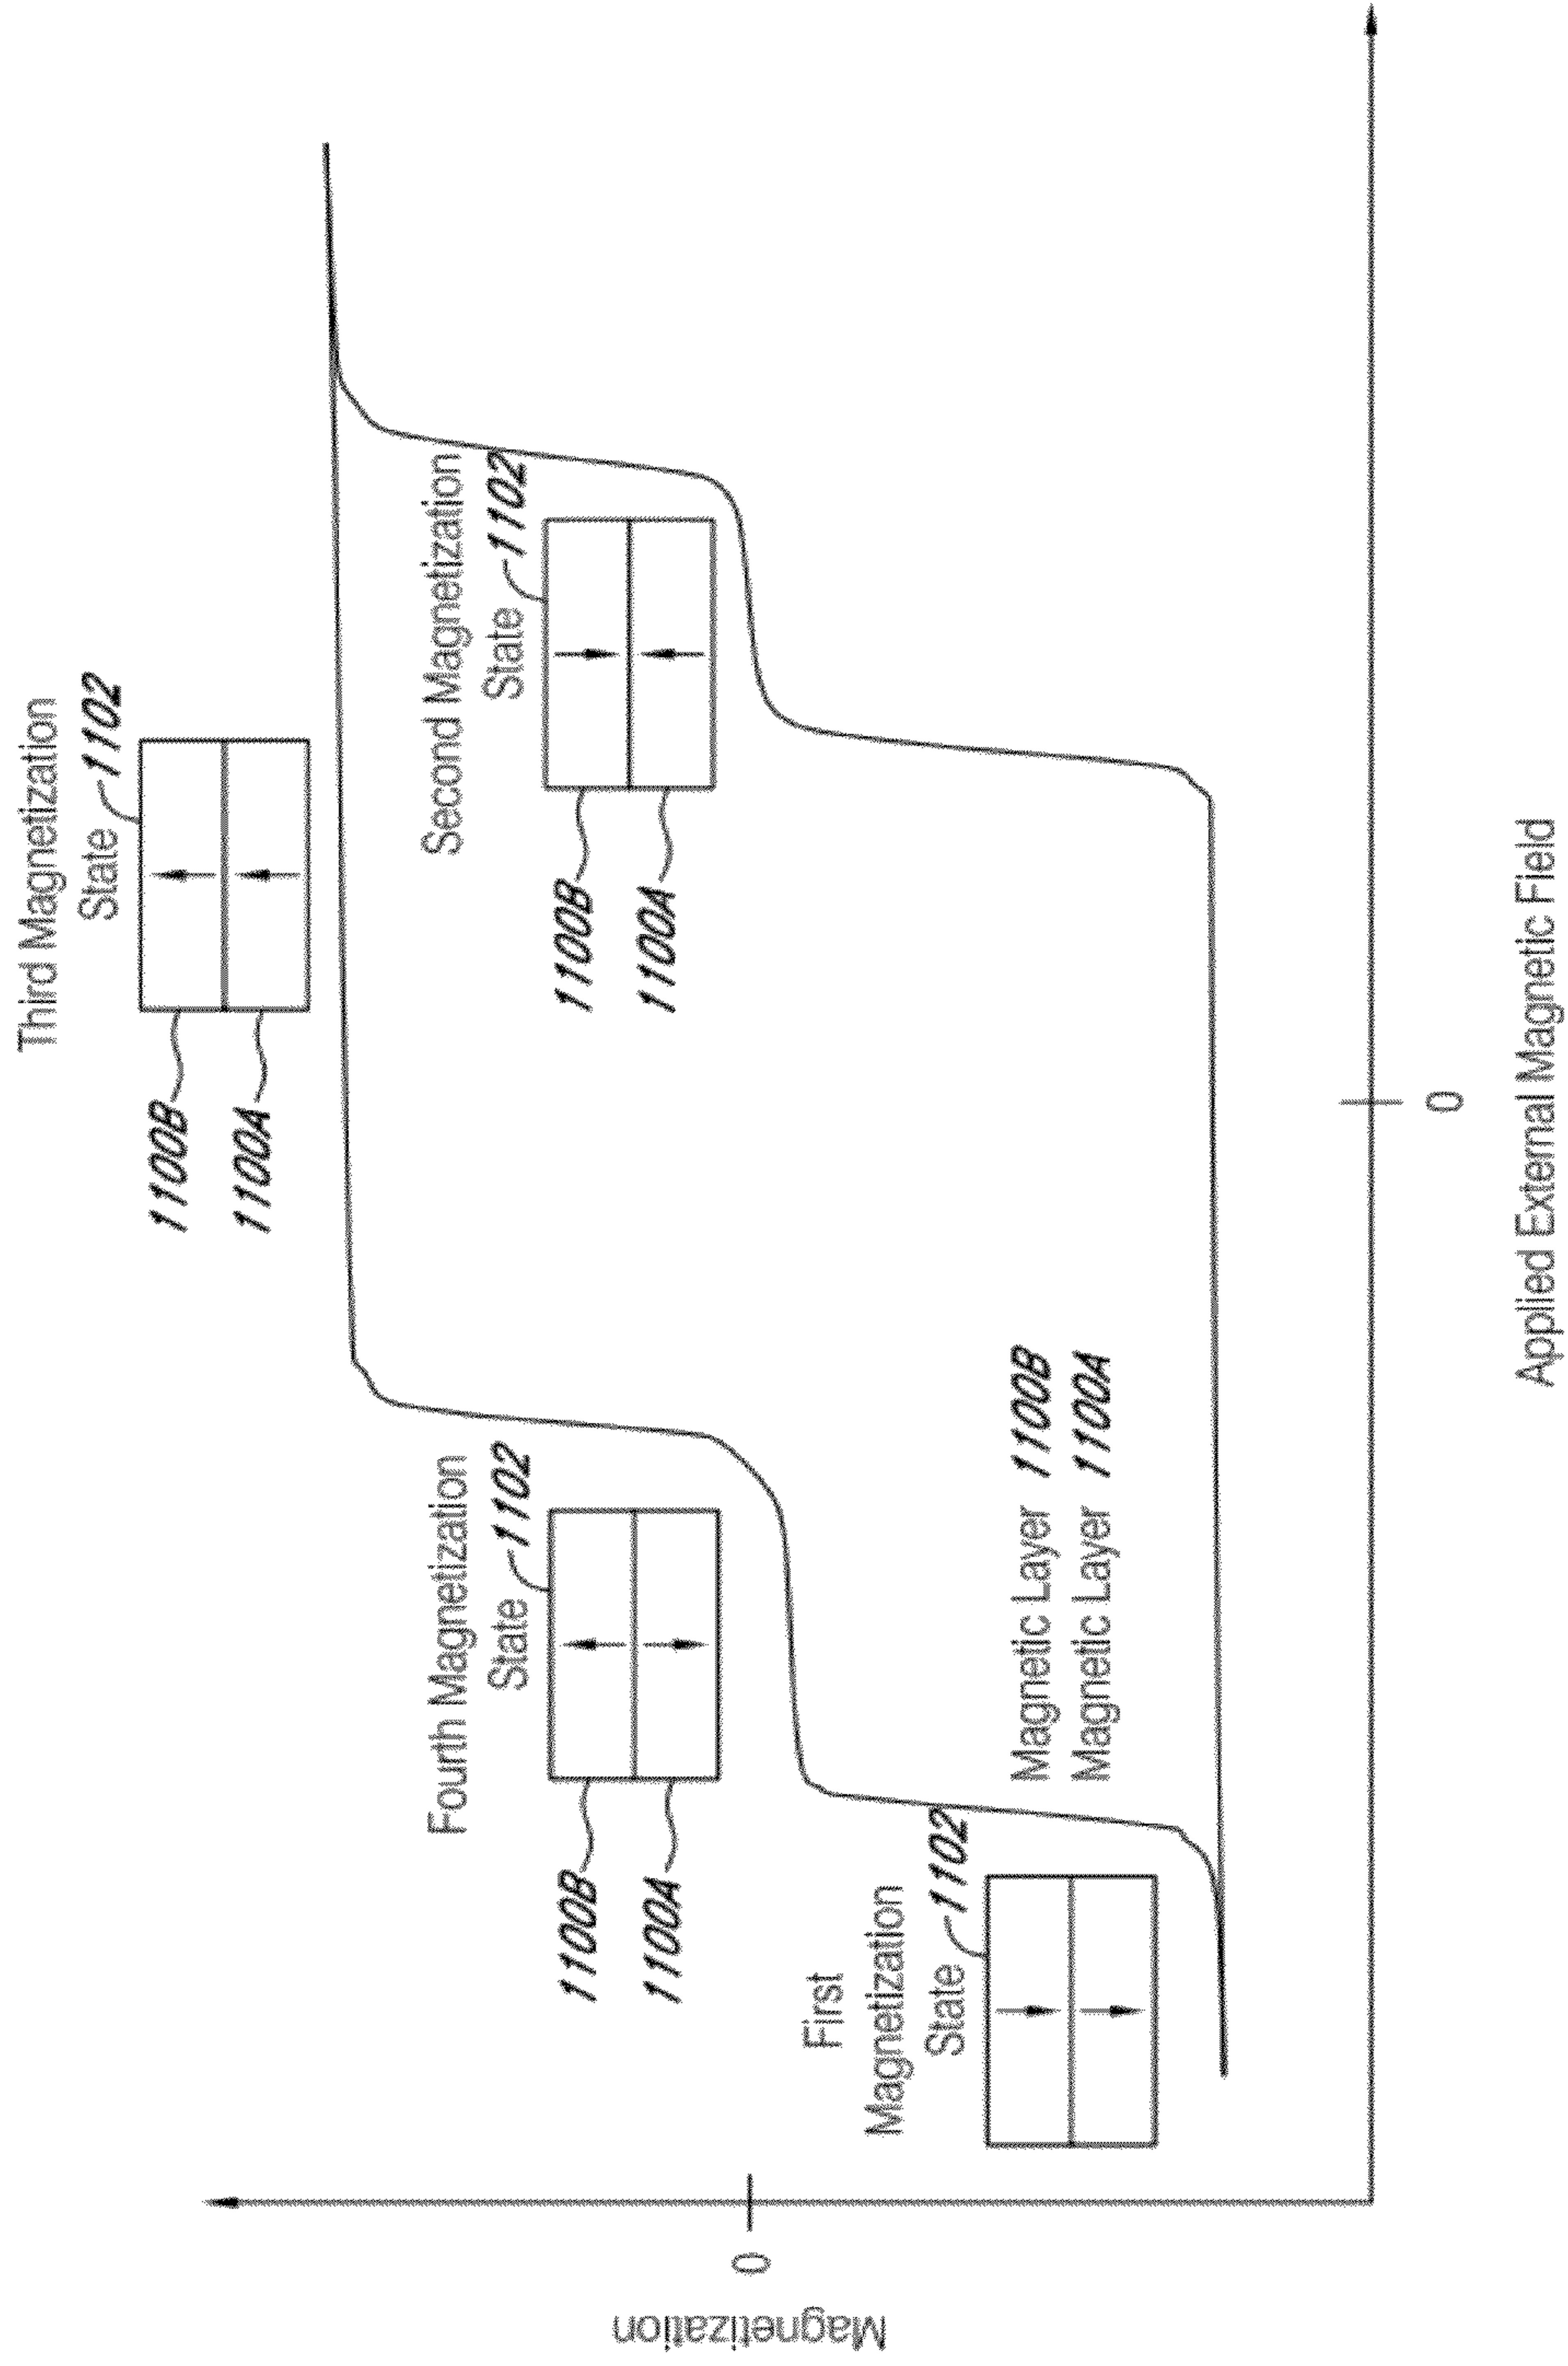 Third Magnetization
State 1102
1100B
1100A
Second Magnetization
State 1102
1100B
1100A
Fourth Magnetization
State 1102
1100B
1100A
First
Magnetization
State 1102
Magnetic Layer 1100B
Magnetic Layer 1100A
Magnetization
0
0
Applied External Magnetic Field